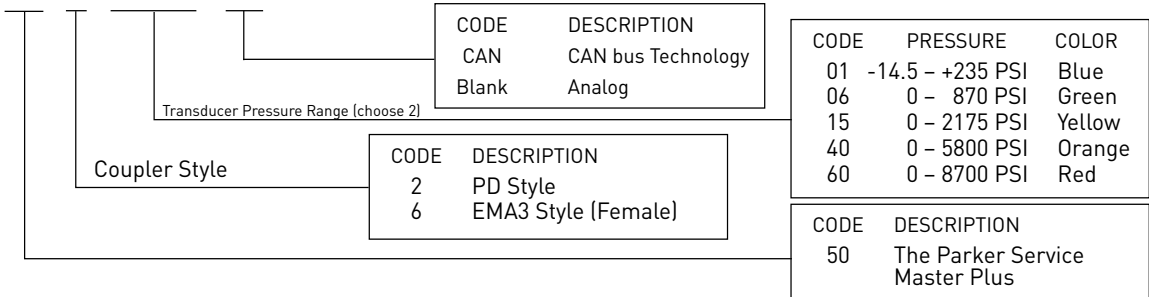 CODE DESCRIPTION
CAN CAN bus Technology
Blank Analog
CODE PRESSURE COLOR
01 -14.5 – +235 PSI Blue
06 0 – 870 PSI Green
15 0 – 2175 PSI Yellow
40 0 – 5800 PSI Orange
60 0 – 8700 PSI Red
Transducer Pressure Range (choose 2)
Coupler Style
CODE DESCRIPTION
2 PD Style
6 EMA3 Style (Female)
CODE DESCRIPTION
50 The Parker Service
Master Plus